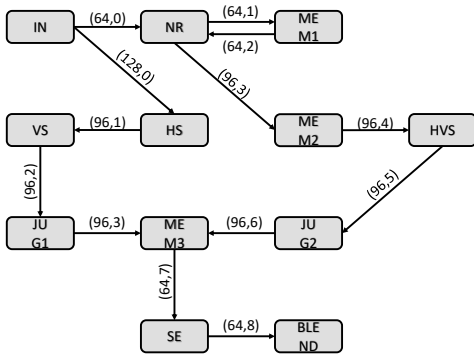 (64,0)
(64,1)
IN
NR
ME
M1
(64,2)
(128,0)
(96,3)
VS
(96,1)
HS
ME
M2
(96,4)
HVS
(96,2)
(96,5)
JU
G1
(96,3)
ME
M3
(96,6)
JU
G2
(64,7)
SE
(64,8)
BLE
ND